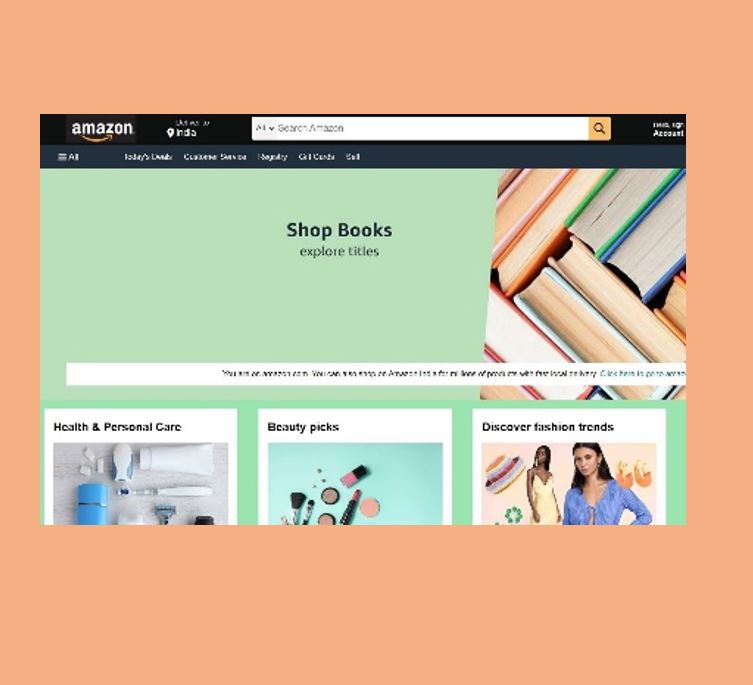 amazon
Deliver to
India
All
Search Amazon
Hello, sign
Account
All
Today's Deals
Customer Service
Registry
Gift Cards
Sell
Shop Books
explore titles
You are on amazon.com. You can also shop on Amazon India for millions of products with fast local delivery. Click here to go to amazo
Health & Personal Care
Beauty picks
Discover fashion trends